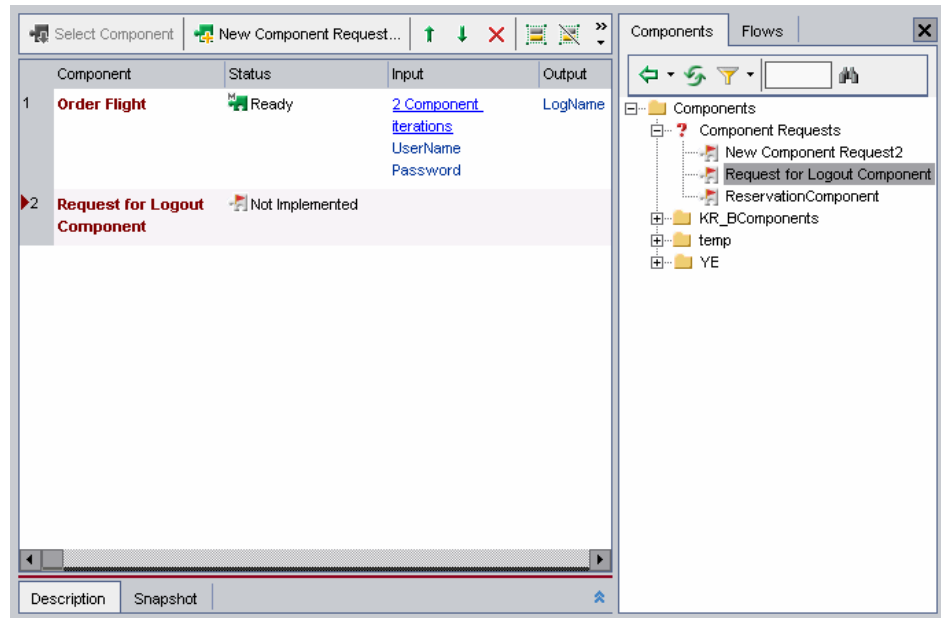 Select Component New Component Request...
Component Status Input Output
1 Order Flight M Ready 2 Component LogName
iterations
UserName
Password
2 Request for Logout Not Implemented
Component
Description Snapshot
Components Flows
Components
? Component Requests
New Component Request2
Request for Logout Component
ReservationComponent
KR_BComponents
temp
YE